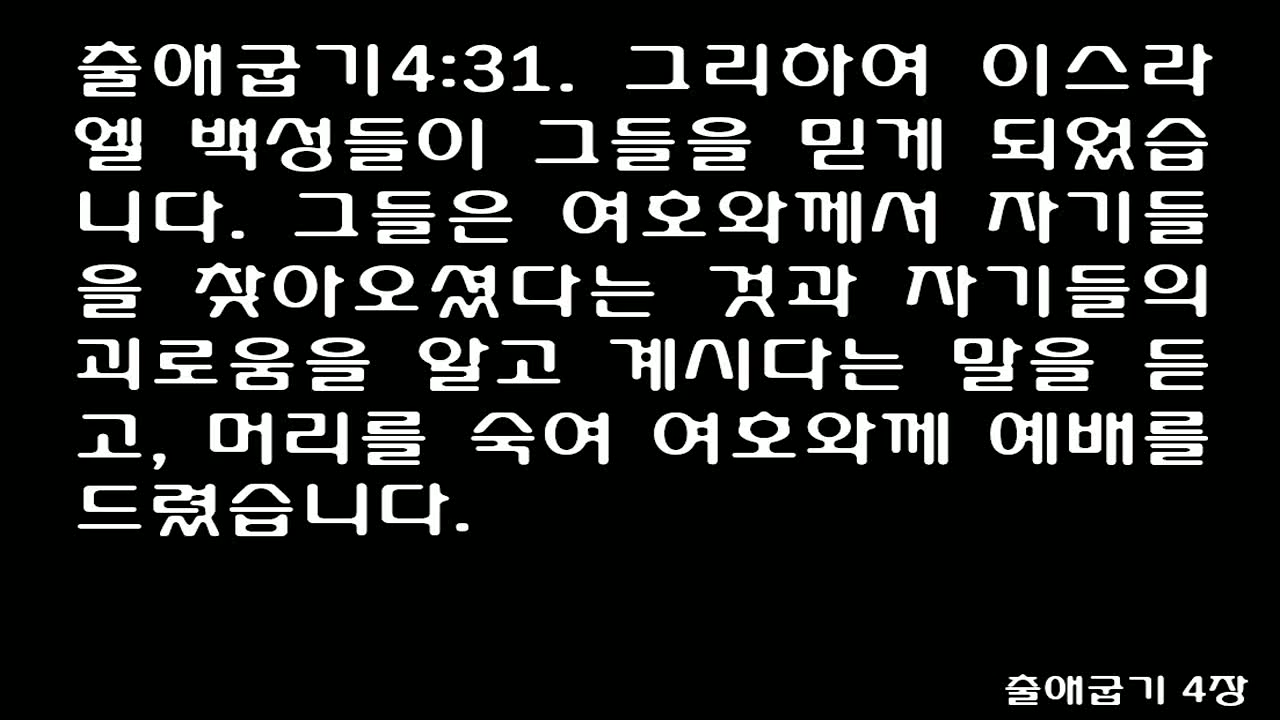 출애굽기4:31. 그리하여 이스라
엘 백성들이 그들을 믿게 되었습
니다. 그들은 여호와께서 자기들
을 찾아오셨다는 것과 자기들의
괴로움을 알고 계시다는 말을 듣
고, 머리를 숙여 여호와께 예배를
드렸습니다.
출애굽기 4장